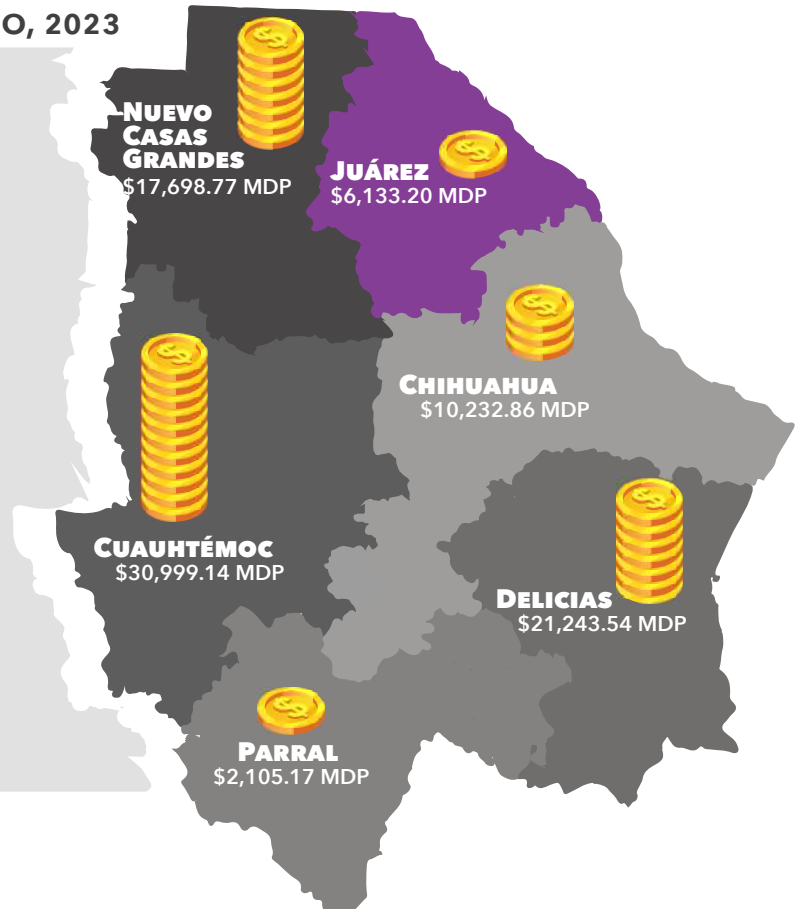 O, 2023
NUEVO
CASAS
GRANDES
$17,698.77 MDP
JUÁREZ
$6,133.20 MDP
CHIHUAHUA
$10,232.86 MDP
CUAUHTÉMOC
$30,999.14 MDP
DELICIAS
$21,243.54 MDP
PARRAL
$2,105.17 MDP